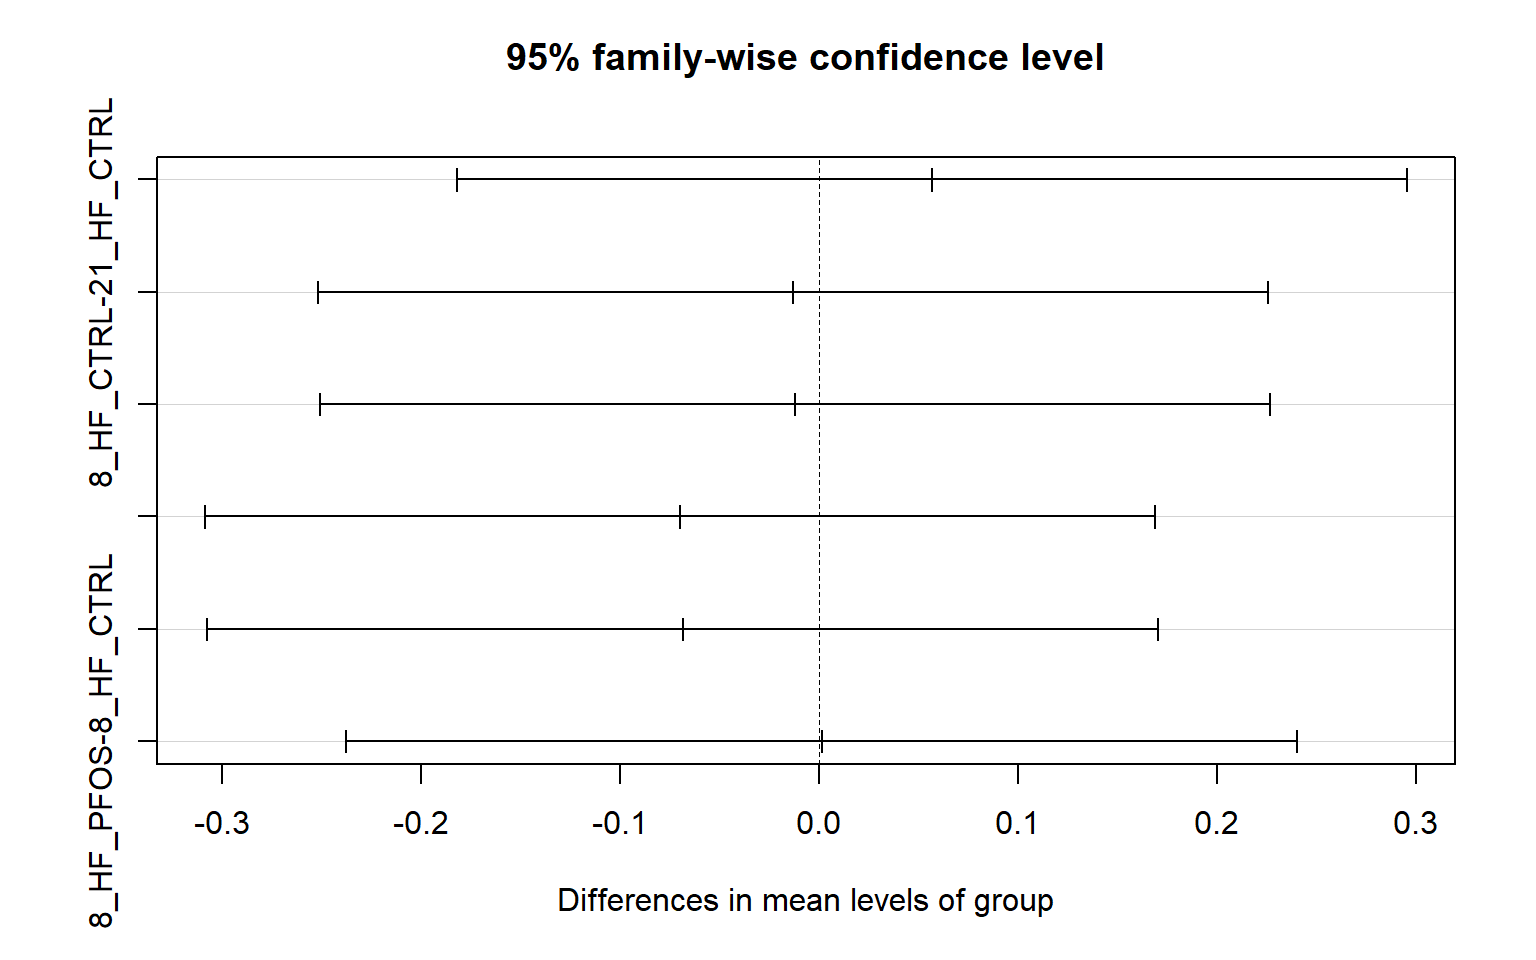 95% family-wise confidence level
8_HF_CTRL-21_HF_CTRL
8_HF_PFOS-8_HF_CTRL
-0.3 -0.2 -0.1 0.0 0.1 0.2 0.3
Differences in mean levels of group